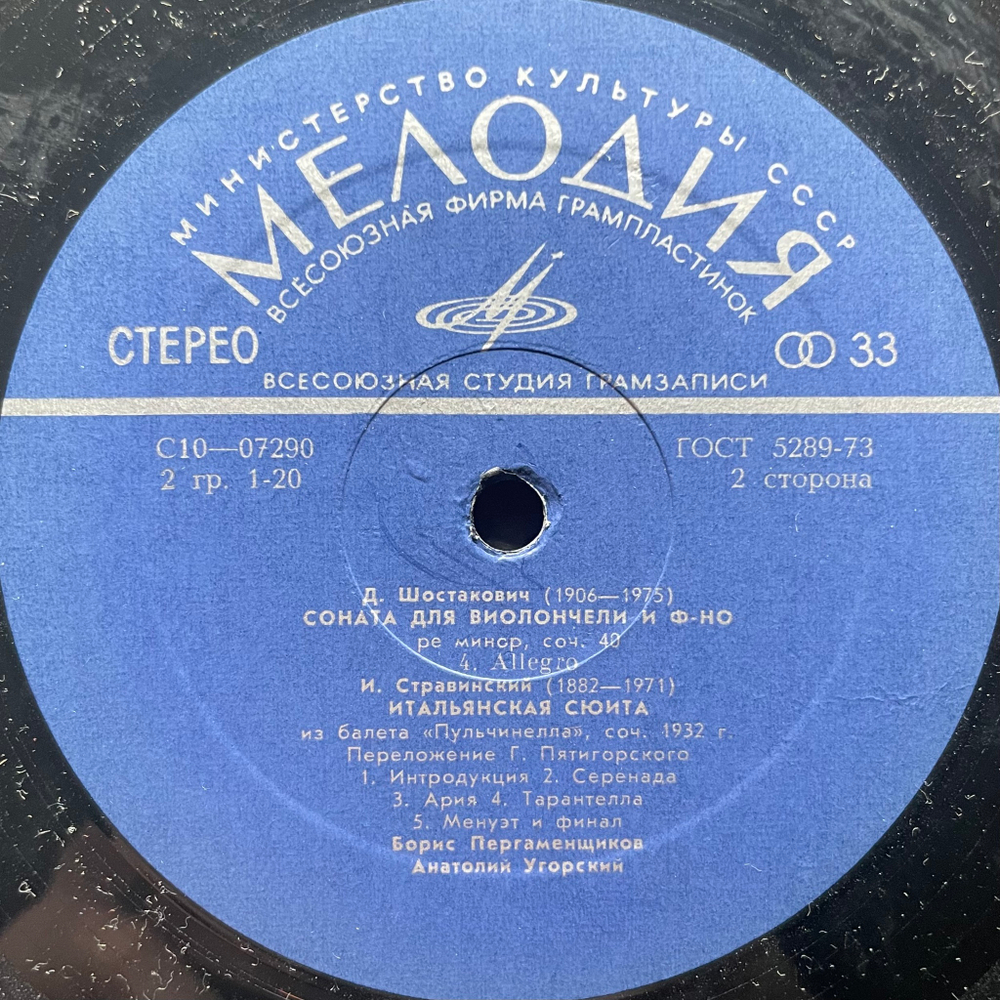 МИНИСТЕРСТВО КУЛЬТУРЫ СССР
МЕЛОДИЯ
ВСЕСОЮЗНАЯ ФИРМА ГРАМПЛАСТИНОК
СТЕРЕО
33
ВСЕСОЮЗНАЯ СТУДИЯ ГРАМЗАПИСИ
С10—07290
ГОСТ 5289-73
2 гр. 1-20
2 сторона
Д. Шостакович (1906—1975)
СОНАТА ДЛЯ ВИОЛОНЧЕЛИ И Ф-НО
ре минор, соч. 40
4. Allegro
И. Стравинский (1882—1971)
ИТАЛЬЯНСКАЯ СЮИТА
из балета «Пульчинелла», соч. 1932 г.
Переложение Г. Пятигорского
1. Интродукция 2. Серенада
3. Ария 4. Тарантелла
5. Менуэт и финал
Борис Пергаменщиков
Анатолий Угорский